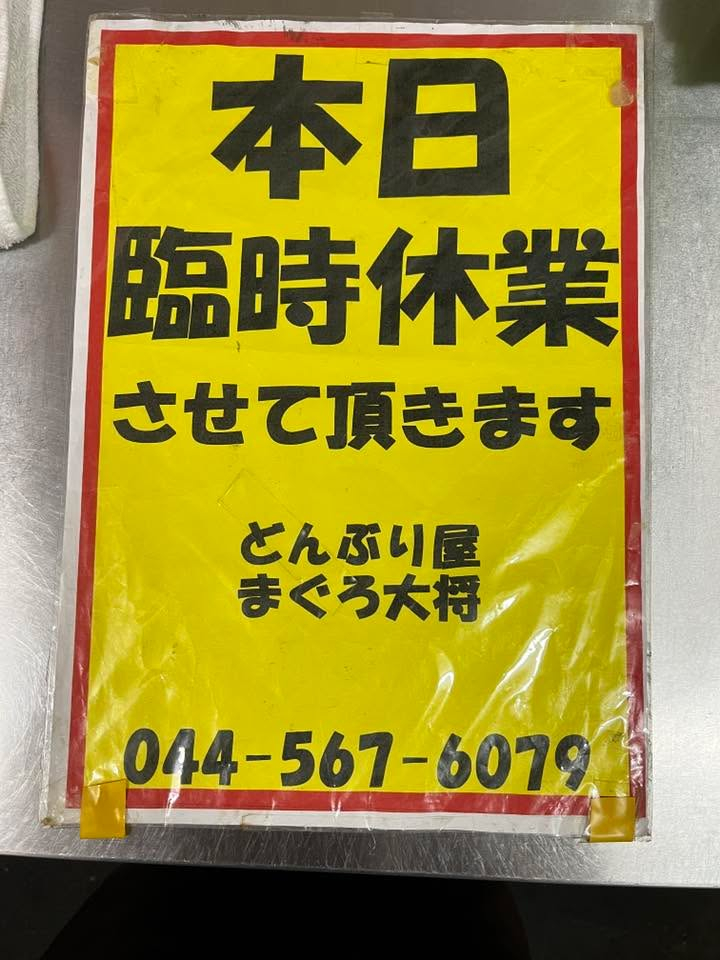 本日
臨時休業
させて頂きます
どんぶり屋
まぐろ大将
044-567-6079